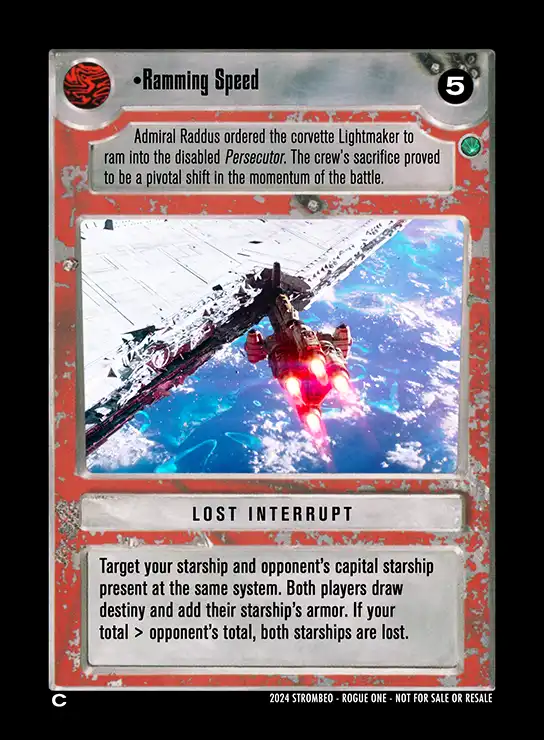 •Ramming Speed
5
Admiral Raddus ordered the corvette Lightmaker to
ram into the disabled Persecutor. The crew's sacrifice proved
to be a pivotal shift in the momentum of the battle.
LOST INTERRUPT
Target your starship and opponent's capital starship
present at the same system. Both players draw
destiny and add their starship's armor. If your
total > opponent's total, both starships are lost.
C
2024 STROMBEO - ROGUE ONE - NOT FOR SALE OR RESALE